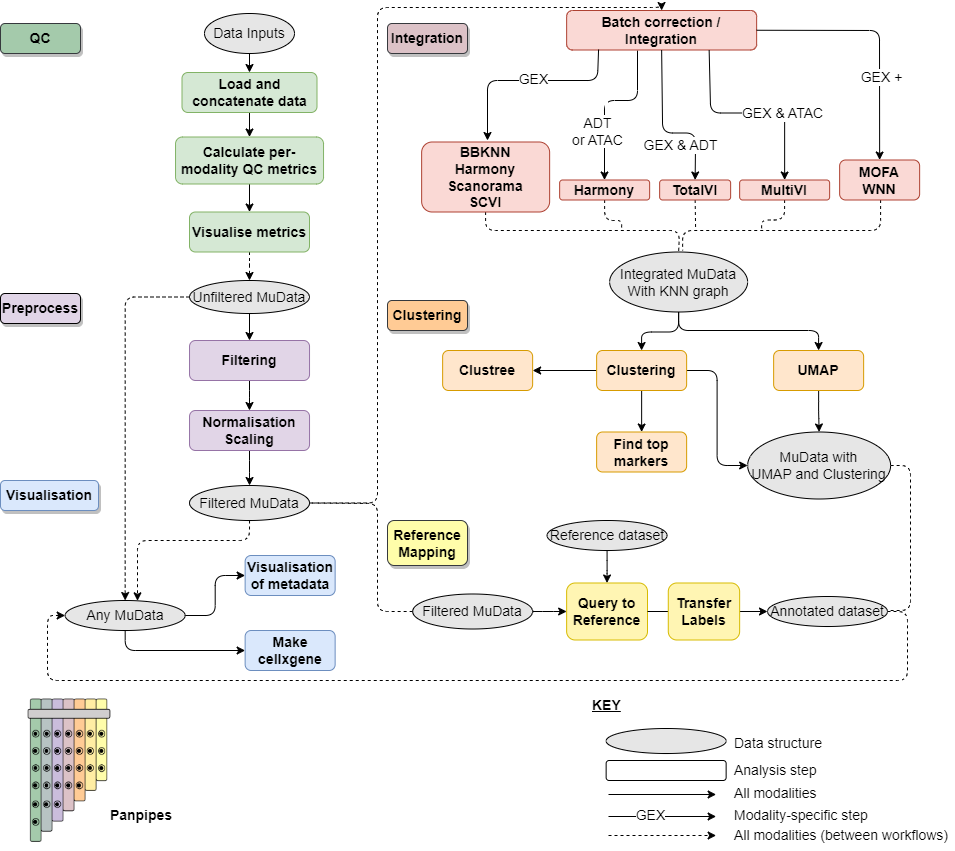 QC
Data Inputs
Load and
concatenate data
Calculate per-
modality QC metrics
Visualise metrics
Unfiltered MuData
Preprocess
Filtering
Normalisation
Scaling
Filtered MuData
Visualisation
Any MuData
Visualisation
of metadata
Make
cellxgene
Integration
Batch correction /
Integration
GEX
ADT
or ATAC
GEX & ADT
GEX & ATAC
GEX +
BBKNN
Harmony
Scanorama
SCVI
Harmony
TotalVI
MultiVI
MOFA
WNN
Integrated MuData
With KNN graph
Clustering
Clustree
Clustering
UMAP
Find top
markers
MuData with
UMAP and Clustering
Reference
Mapping
Reference dataset
Filtered MuData
Query to
Reference
Transfer
Labels
Annotated dataset
Panpipes
KEY
Data structure
Analysis step
All modalities
GEX
Modality-specific step
All modalities (between workflows)